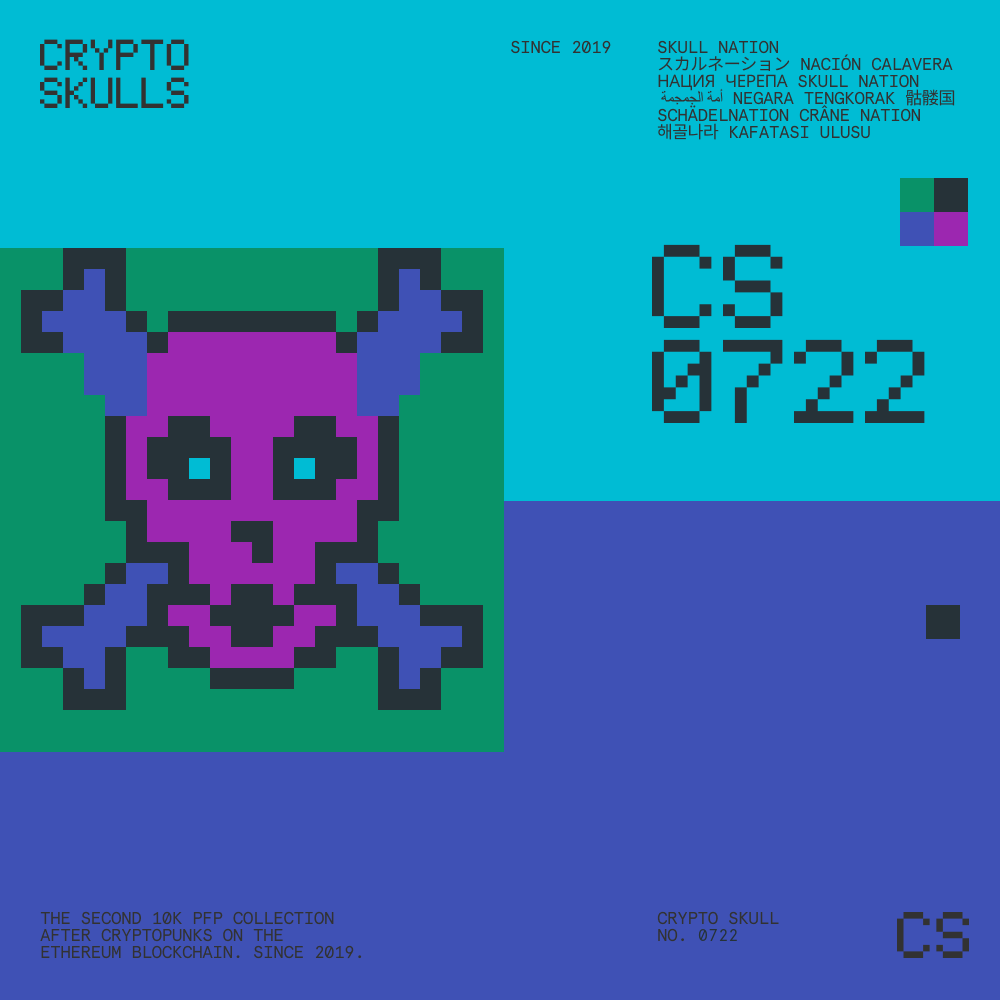 CRYPTO
SKULLS
SINCE 2019
SKULL NATION
スカルネーション NACIÓN CALAVERA
НАЦИЯ ЧЕРЕПА SKULL NATION
أمة الجمجمة NEGARA TENGKORAK 骷髅国
SCHÄDELNATION CRÂNE NATION
해골나라 KAFATASI ULUSU
CS
0722
THE SECOND 10K PFP COLLECTION
AFTER CRYPTOPUNKS ON THE
ETHEREUM BLOCKCHAIN. SINCE 2019.
CRYPTO SKULL
NO. 0722
CS